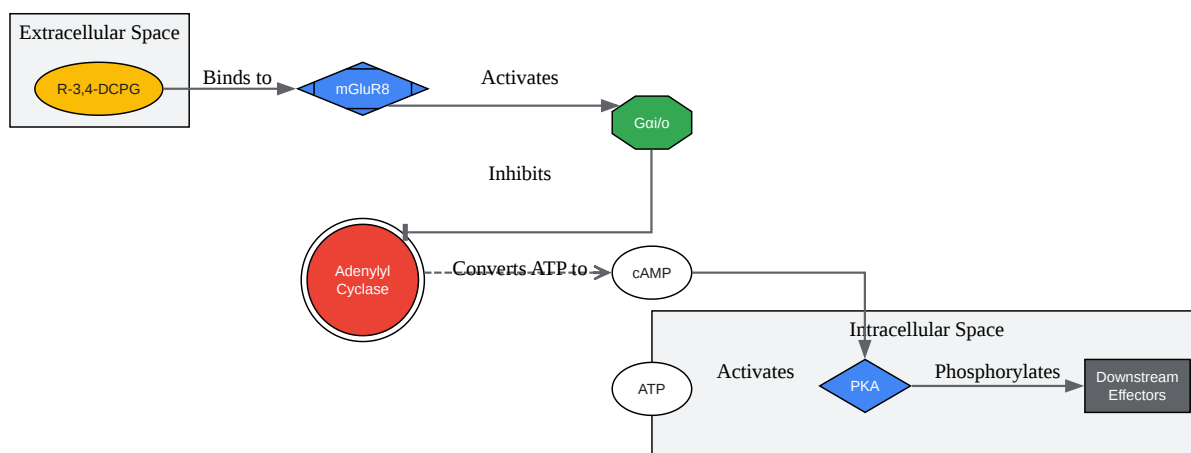 Extracellular Space
R-3,4-DCPG
Binds to
mGluR8
Activates
Gαi/o
Inhibits
Adenylyl
Cyclase
Converts ATP to
cAMP
Intracellular Space
ATP
Activates
PKA
Phosphorylates
Downstream
Effectors